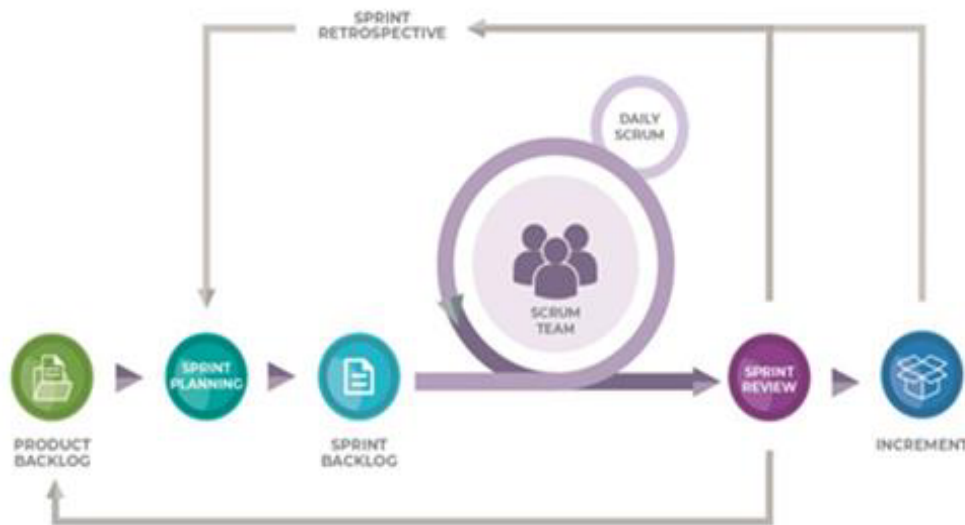 SPRINT
RETROSPECTIVE
DAILY
SCRUM
SCRUM
TEAM
SPRINT
PLANNING
SPRINT
REVIEW
PRODUCT
BACKLOG
SPRINT
BACKLOG
INCREMENT